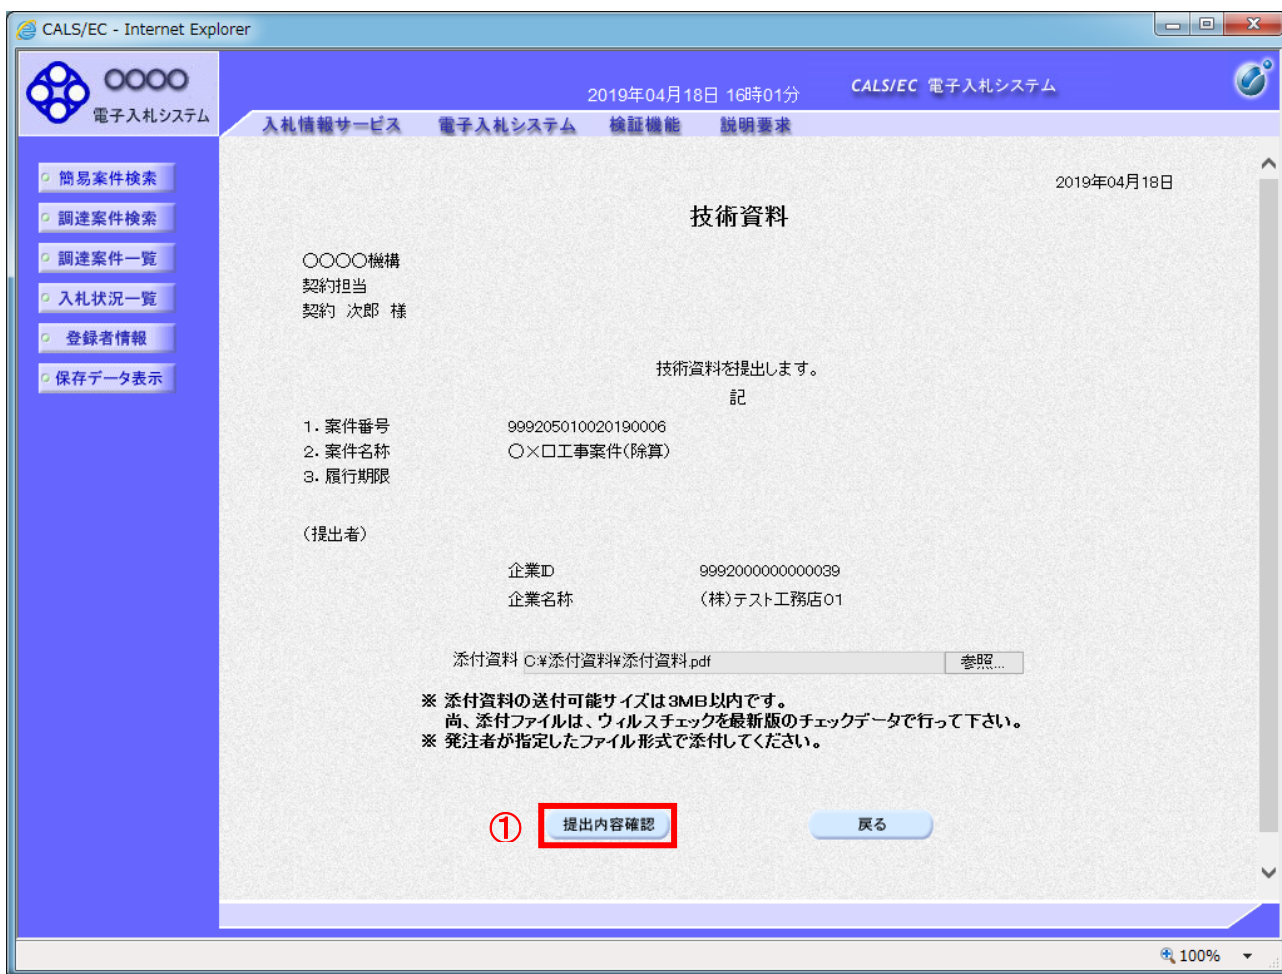 CALS/EC - Internet Explorer
○○○○
電子入札システム
2019年04月18日 16時01分
CALS/EC 電子入札システム
入札情報サービス 電子入札システム 検証機能 説明要求
簡易案件検索
調達案件検索
調達案件一覧
入札状況一覧
登録者情報
保存データ表示
2019年04月18日
技術資料
○○○○機構
契約担当
契約 次郎 様
技術資料を提出します。
記
1. 案件番号 999205010020190006
2. 案件名称 ○×口工事案件(除算)
3. 履行期限
(提出者)
企業ID 9992000000000039
企業名称 (株)テスト工務店01
添付資料 C:¥添付資料¥添付資料.pdf 参照...
※ 添付資料の送付可能サイズは3MB以内です。
尚、添付ファイルは、ウィルスチェックを最新版のチェックデータで行って下さい。
※ 発注者が指定したファイル形式で添付してください。
① 提出内容確認 戻る
100%